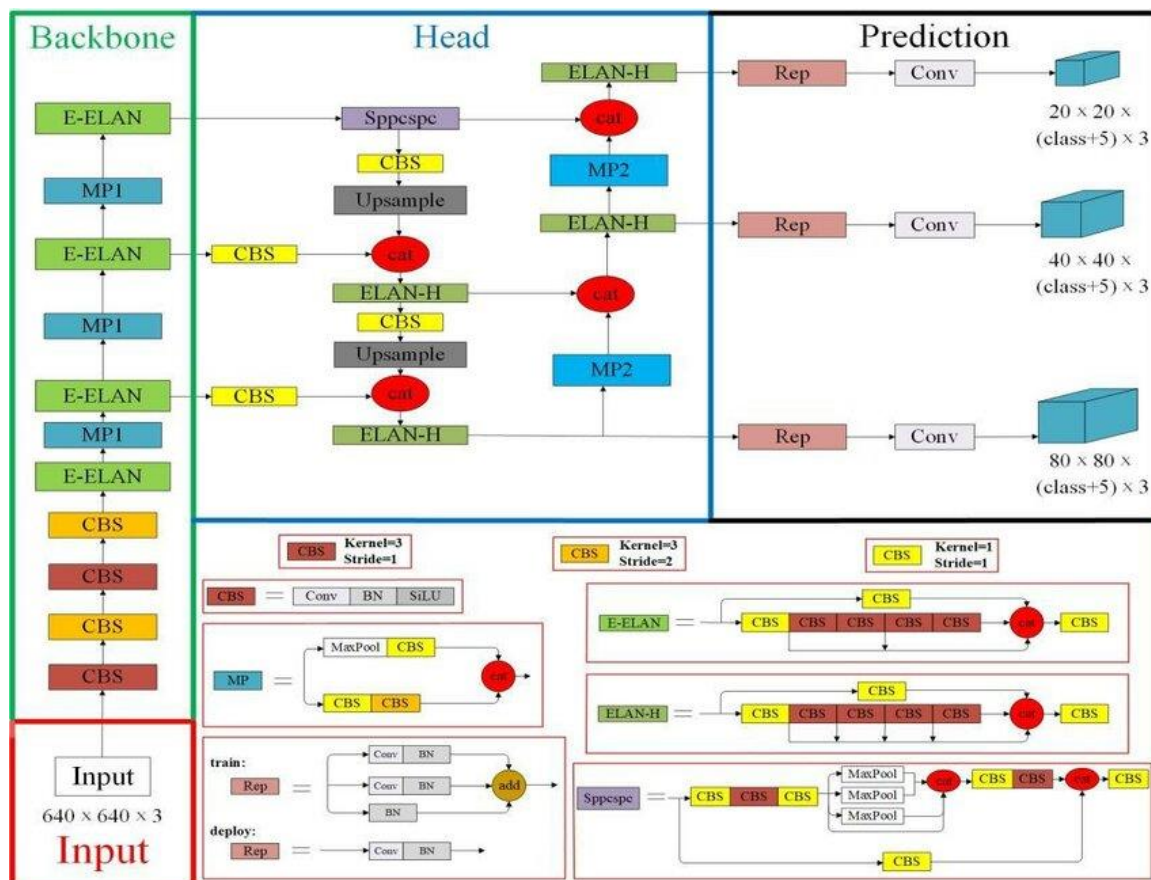 Backbone
E-ELAN
MP1
E-ELAN
MP1
E-ELAN
MP1
E-ELAN
CBS
CBS
CBS
CBS
Input
640 × 640 × 3
Input
Head
Sppcspc
CBS
Upsample
CBS
cat
ELAN-H
CBS
Upsample
CBS
cat
ELAN-H
ELAN-H
cat
MP2
ELAN-H
cat
MP2
Prediction
Rep
Conv
20 × 20 ×
(class+5) × 3
Rep
Conv
40 × 40 ×
(class+5) × 3
Rep
Conv
80 × 80 ×
(class+5) × 3
CBS Kernel=3
Stride=1
CBS Kernel=3
Stride=2
CBS Kernel=1
Stride=1
CBS = Conv BN SiLU
MP =
MaxPool CBS
cat
CBS CBS
train:
Rep =
Conv BN
Conv BN
BN
add
deploy:
Rep = Conv BN
E-ELAN =
CBS
CBS CBS CBS CBS CBS
cat
CBS
ELAN-H =
CBS
CBS CBS CBS CBS CBS
cat
CBS
Sppcspc =
CBS CBS CBS
MaxPool
MaxPool
MaxPool
cat
CBS CBS
cat
CBS
CBS